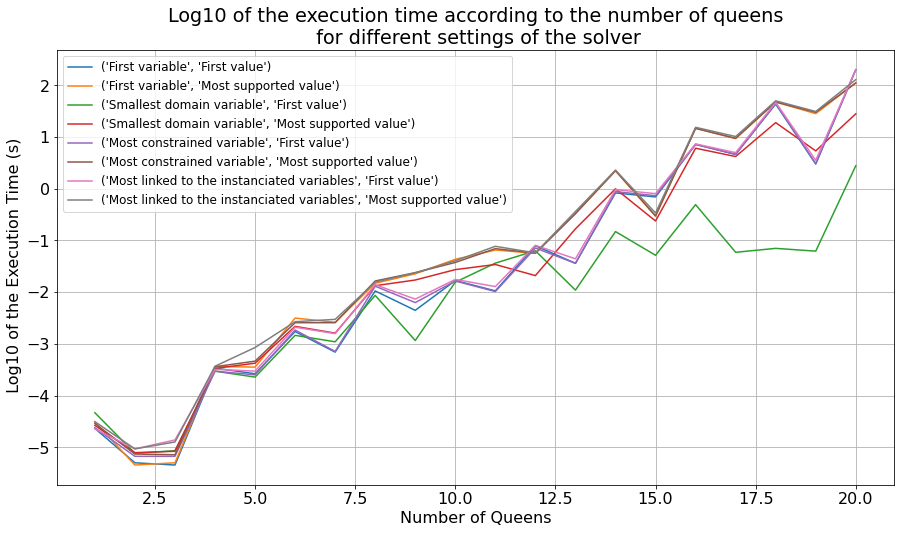 Log10 of the execution time according to the number of queens
for different settings of the solver
Log10 of the Execution Time (s)
2
1
0
−1
−2
−3
−4
−5
('First variable', 'First value')
('First variable', 'Most supported value')
('Smallest domain variable', 'First value')
('Smallest domain variable', 'Most supported value')
('Most constrained variable', 'First value')
('Most constrained variable', 'Most supported value')
('Most linked to the instanciated variables', 'First value')
('Most linked to the instanciated variables', 'Most supported value')
2.5 5.0 7.5 10.0 12.5 15.0 17.5 20.0
Number of Queens